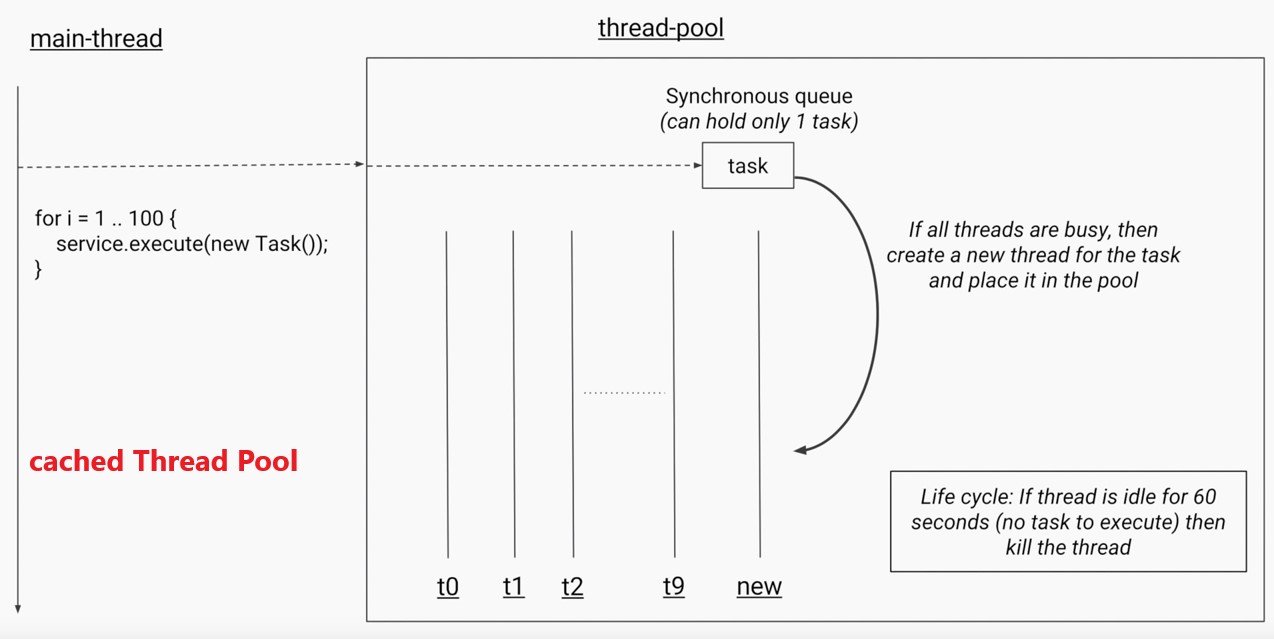 main-thread
thread-pool
Synchronous queue
(can hold only 1 task)
task
for i = 1 .. 100 {
service.execute(new Task());
}
If all threads are busy, then
create a new thread for the task
and place it in the pool
cached Thread Pool
Life cycle: If thread is idle for 60
seconds (no task to execute) then
kill the thread
t0 t1 t2 t9 new